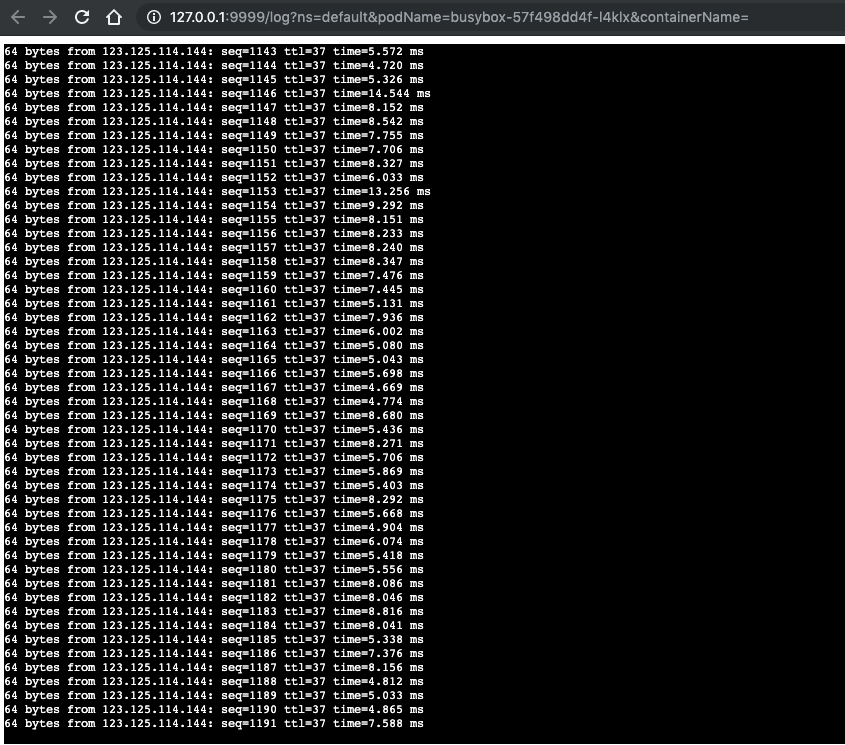 127.0.0.1:9999/log?ns=default&podName=busybox-57f498dd4f-l4klx&containerName=
64 bytes from 123.125.114.144: seq=1143 ttl=37 time=5.572 ms
64 bytes from 123.125.114.144: seq=1144 ttl=37 time=4.720 ms
64 bytes from 123.125.114.144: seq=1145 ttl=37 time=5.326 ms
64 bytes from 123.125.114.144: seq=1146 ttl=37 time=14.544 ms
64 bytes from 123.125.114.144: seq=1147 ttl=37 time=8.152 ms
64 bytes from 123.125.114.144: seq=1148 ttl=37 time=8.542 ms
64 bytes from 123.125.114.144: seq=1149 ttl=37 time=7.755 ms
64 bytes from 123.125.114.144: seq=1150 ttl=37 time=7.706 ms
64 bytes from 123.125.114.144: seq=1151 ttl=37 time=8.327 ms
64 bytes from 123.125.114.144: seq=1152 ttl=37 time=6.033 ms
64 bytes from 123.125.114.144: seq=1153 ttl=37 time=13.256 ms
64 bytes from 123.125.114.144: seq=1154 ttl=37 time=9.292 ms
64 bytes from 123.125.114.144: seq=1155 ttl=37 time=8.151 ms
64 bytes from 123.125.114.144: seq=1156 ttl=37 time=8.233 ms
64 bytes from 123.125.114.144: seq=1157 ttl=37 time=8.240 ms
64 bytes from 123.125.114.144: seq=1158 ttl=37 time=8.347 ms
64 bytes from 123.125.114.144: seq=1159 ttl=37 time=7.476 ms
64 bytes from 123.125.114.144: seq=1160 ttl=37 time=7.445 ms
64 bytes from 123.125.114.144: seq=1161 ttl=37 time=5.131 ms
64 bytes from 123.125.114.144: seq=1162 ttl=37 time=7.936 ms
64 bytes from 123.125.114.144: seq=1163 ttl=37 time=6.002 ms
64 bytes from 123.125.114.144: seq=1164 ttl=37 time=5.080 ms
64 bytes from 123.125.114.144: seq=1165 ttl=37 time=5.043 ms
64 bytes from 123.125.114.144: seq=1166 ttl=37 time=5.698 ms
64 bytes from 123.125.114.144: seq=1167 ttl=37 time=4.669 ms
64 bytes from 123.125.114.144: seq=1168 ttl=37 time=4.774 ms
64 bytes from 123.125.114.144: seq=1169 ttl=37 time=8.680 ms
64 bytes from 123.125.114.144: seq=1170 ttl=37 time=5.436 ms
64 bytes from 123.125.114.144: seq=1171 ttl=37 time=8.271 ms
64 bytes from 123.125.114.144: seq=1172 ttl=37 time=5.706 ms
64 bytes from 123.125.114.144: seq=1173 ttl=37 time=5.869 ms
64 bytes from 123.125.114.144: seq=1174 ttl=37 time=5.403 ms
64 bytes from 123.125.114.144: seq=1175 ttl=37 time=8.292 ms
64 bytes from 123.125.114.144: seq=1176 ttl=37 time=5.668 ms
64 bytes from 123.125.114.144: seq=1177 ttl=37 time=4.904 ms
64 bytes from 123.125.114.144: seq=1178 ttl=37 time=6.074 ms
64 bytes from 123.125.114.144: seq=1179 ttl=37 time=5.418 ms
64 bytes from 123.125.114.144: seq=1180 ttl=37 time=5.556 ms
64 bytes from 123.125.114.144: seq=1181 ttl=37 time=8.086 ms
64 bytes from 123.125.114.144: seq=1182 ttl=37 time=8.046 ms
64 bytes from 123.125.114.144: seq=1183 ttl=37 time=8.816 ms
64 bytes from 123.125.114.144: seq=1184 ttl=37 time=8.041 ms
64 bytes from 123.125.114.144: seq=1185 ttl=37 time=5.338 ms
64 bytes from 123.125.114.144: seq=1186 ttl=37 time=7.376 ms
64 bytes from 123.125.114.144: seq=1187 ttl=37 time=8.156 ms
64 bytes from 123.125.114.144: seq=1188 ttl=37 time=4.812 ms
64 bytes from 123.125.114.144: seq=1189 ttl=37 time=5.033 ms
64 bytes from 123.125.114.144: seq=1190 ttl=37 time=4.865 ms
64 bytes from 123.125.114.144: seq=1191 ttl=37 time=7.588 ms